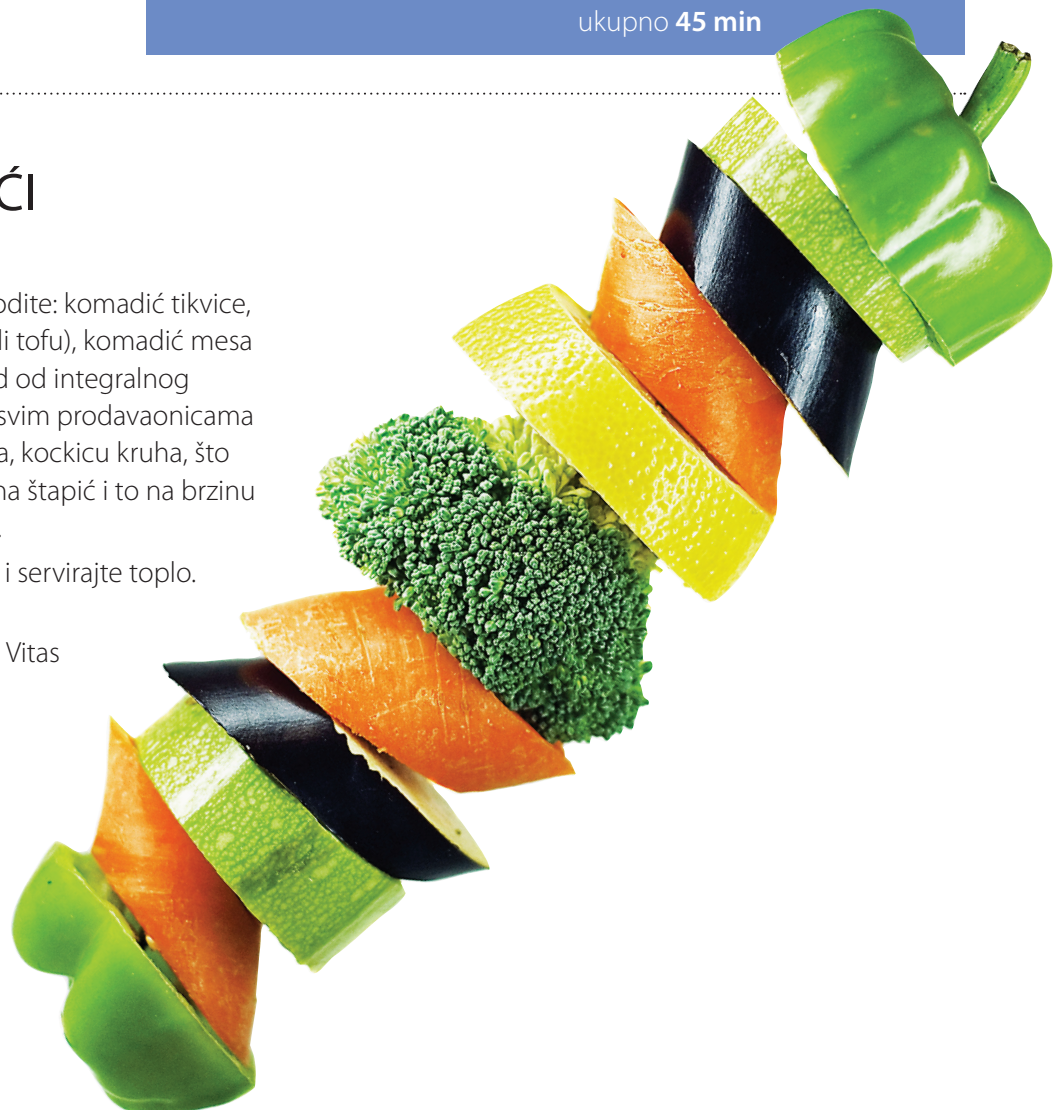 ukupno 45 min
ĆI
odite: komadić tikvice,
li tofu), komadić mesa
d od integralnog
svim prodavaonicama
a, kockicu kruha, što
na štapić i to na brzinu
.
i servirajte toplo.
Vitas